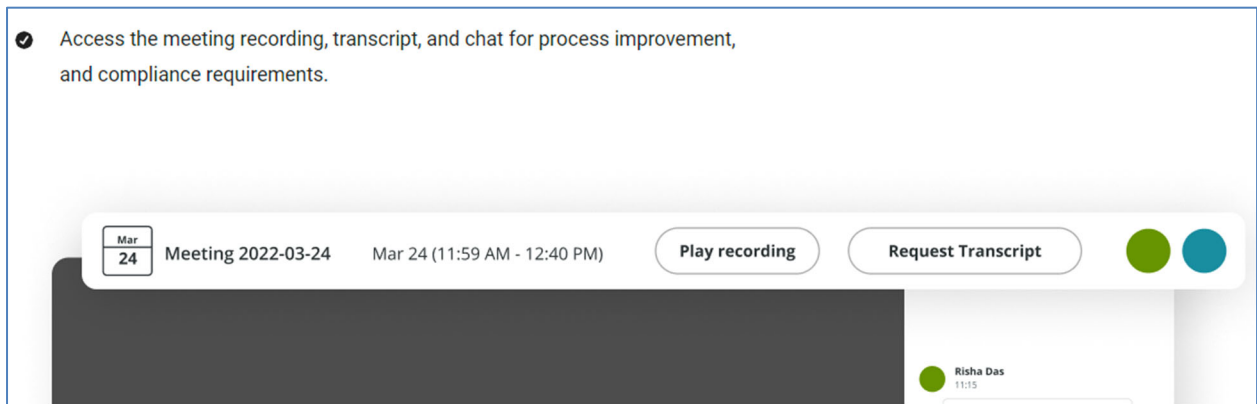 Access the meeting recording, transcript, and chat for process improvement,
and compliance requirements.
Mar
24
Meeting 2022-03-24
Mar 24 (11:59 AM - 12:40 PM)
Play recording
Request Transcript
Risha Das
11:15